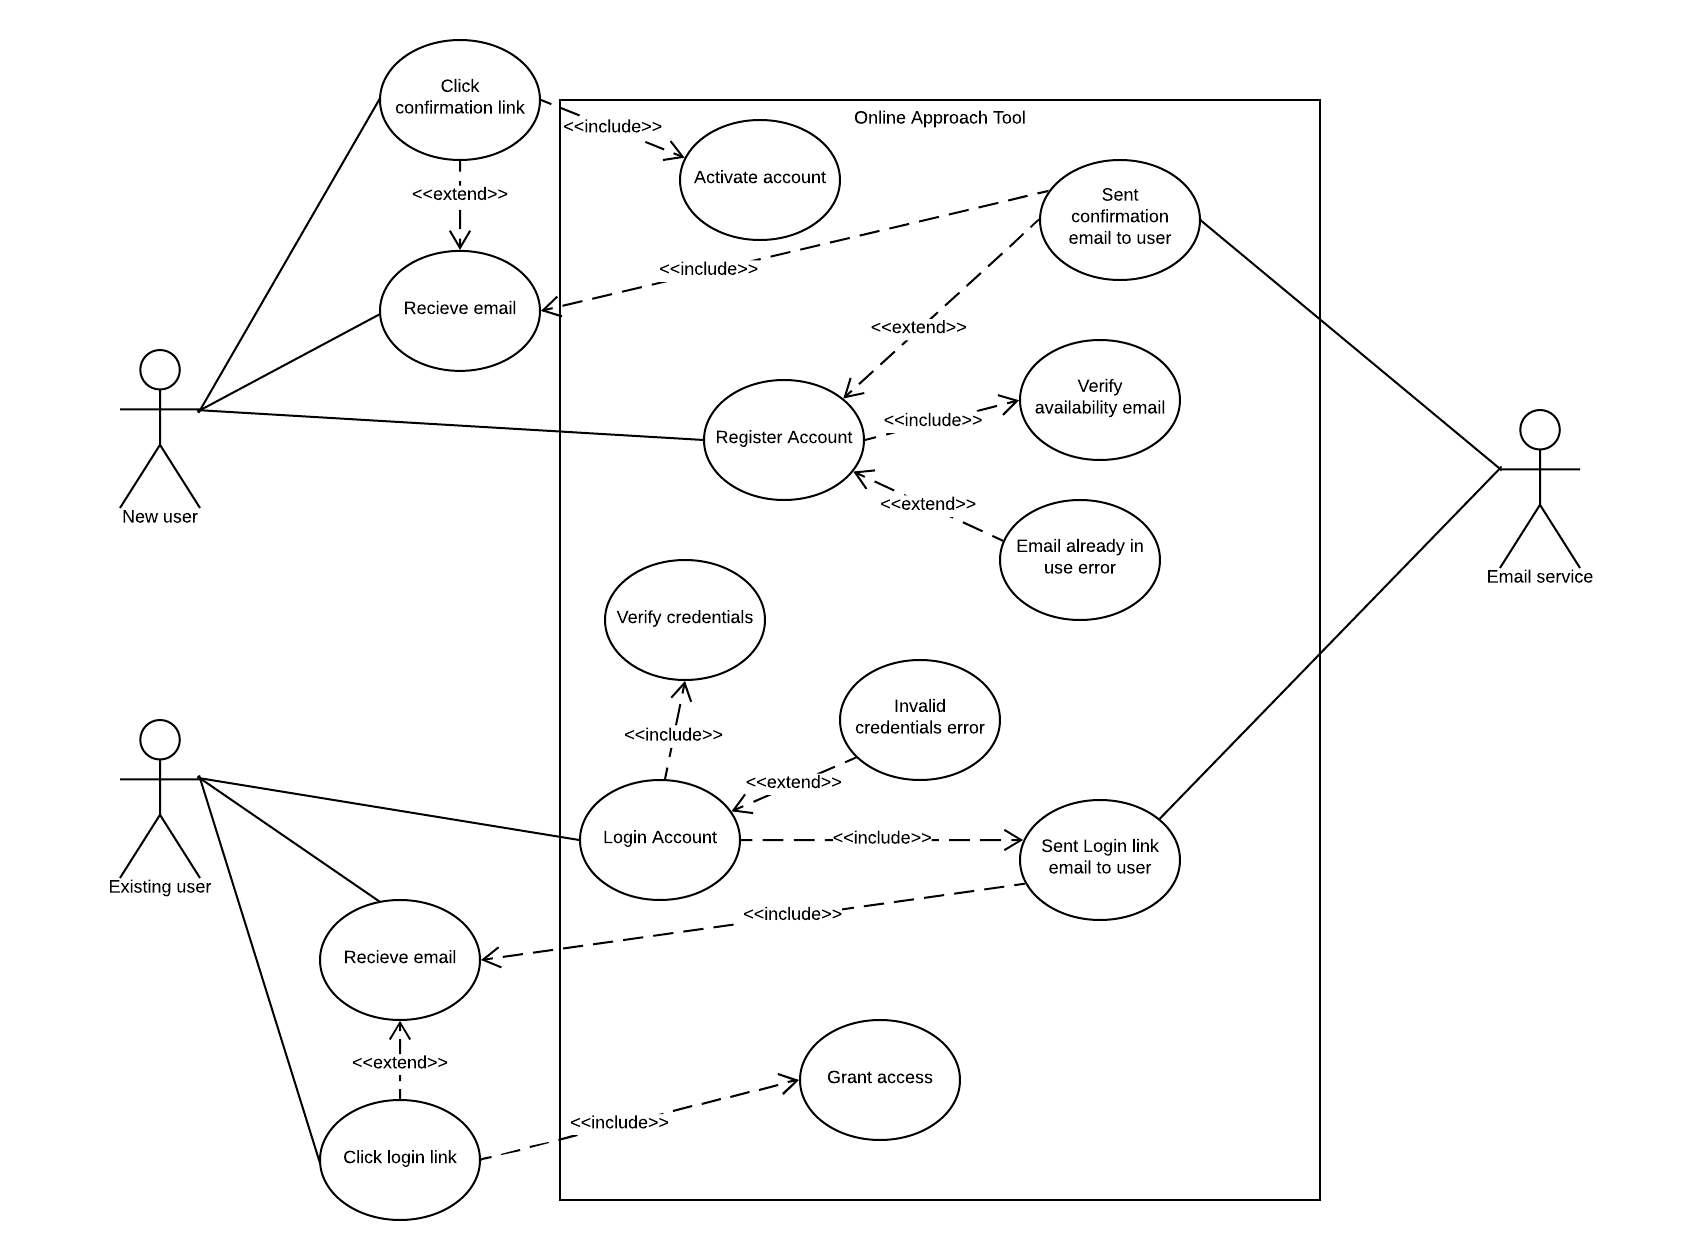 Click
confirmation link
Online Approach Tool
<<include>>
Activate account
<<extend>>
Sent
confirmation
email to user
<<include>>
Recieve email
<<extend>>
Verify
availability email
<<include>>
Register Account
<<extend>>
New user
Email already in
use error
Email service
Verify credentials
Invalid
credentials error
<<include>>
<<extend>>
Login Account
<<include>>
Sent Login link
email to user
Existing user
<<include>>
Recieve email
<<extend>>
Grant access
<<include>>
Click login link